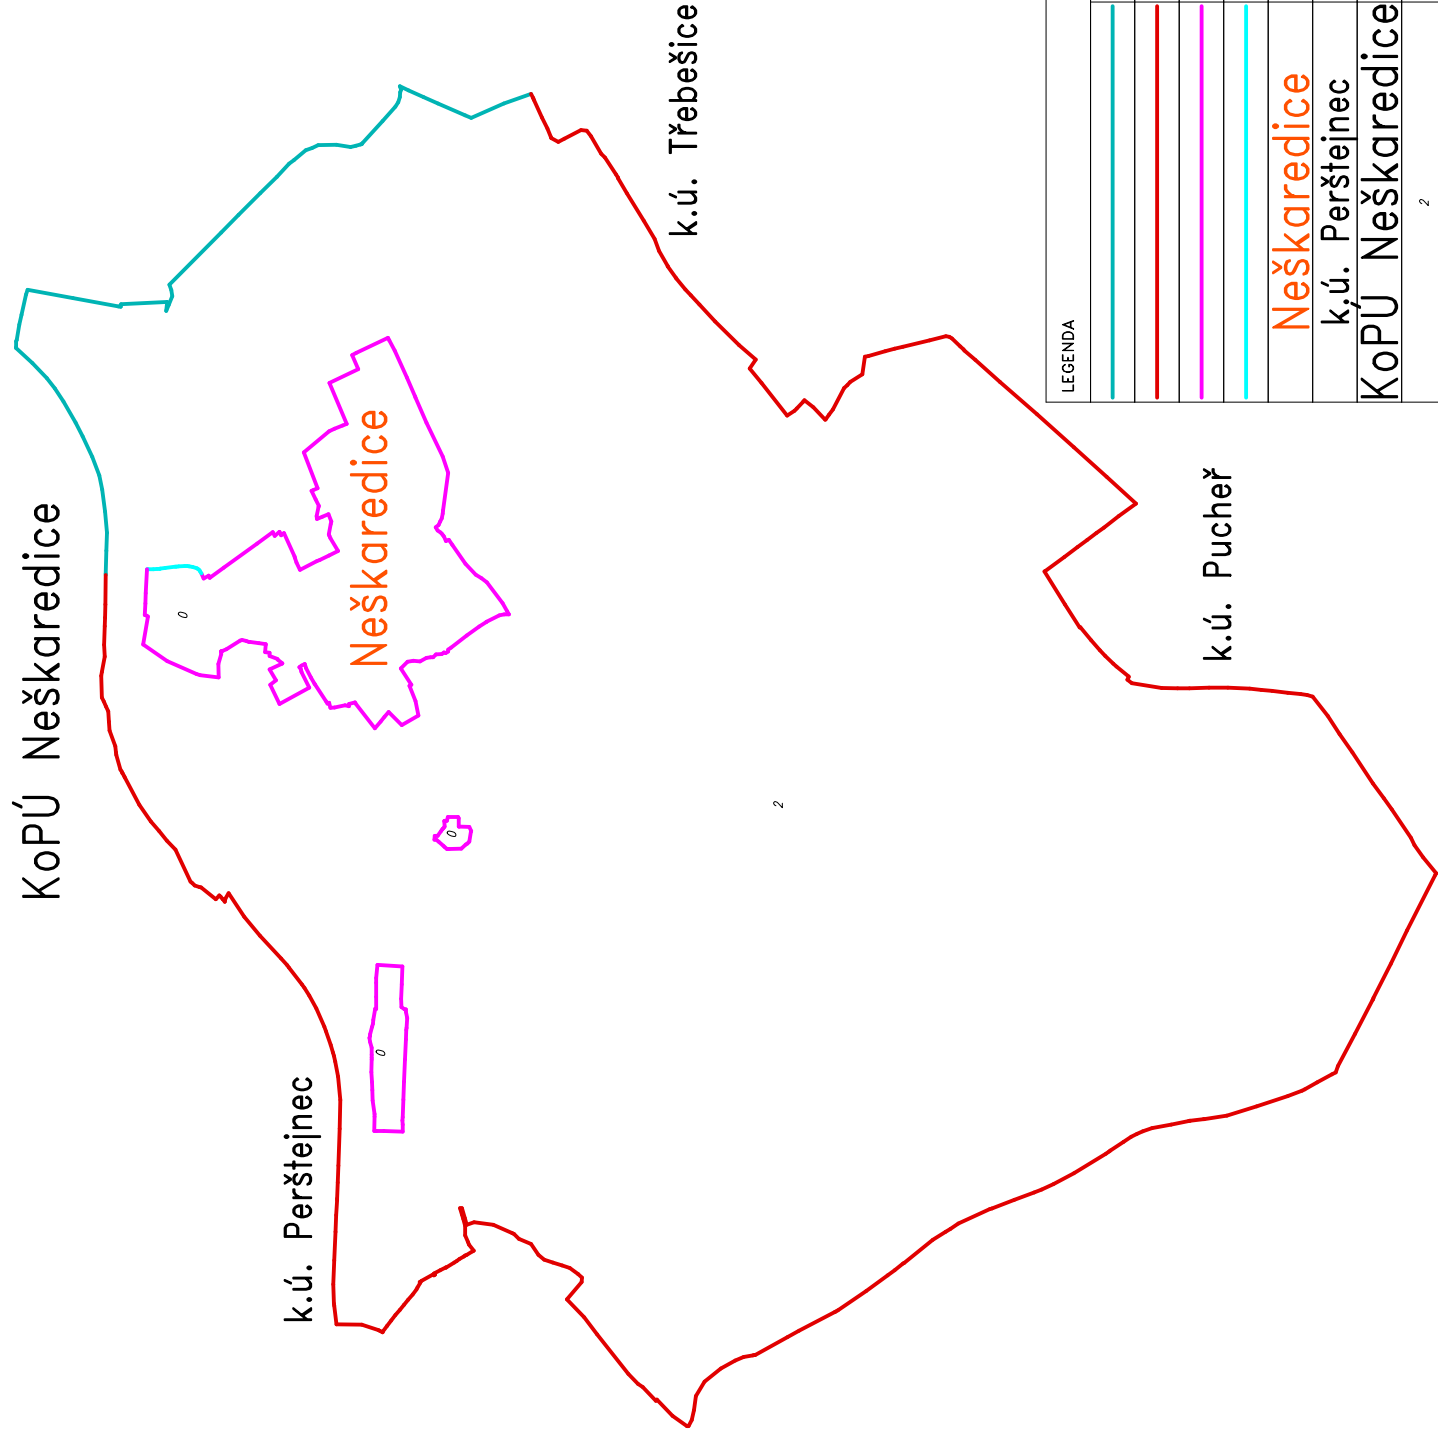 KoPÚ Neškaredice
k.ú. Perštejnec
Neškaredice
0
0
0
k.ú. Třebešice
2
k.ú. Pucheř
LEGENDA
Neškaredice
k.ú. Perštejnec
KoPÚ Neškaredice
2